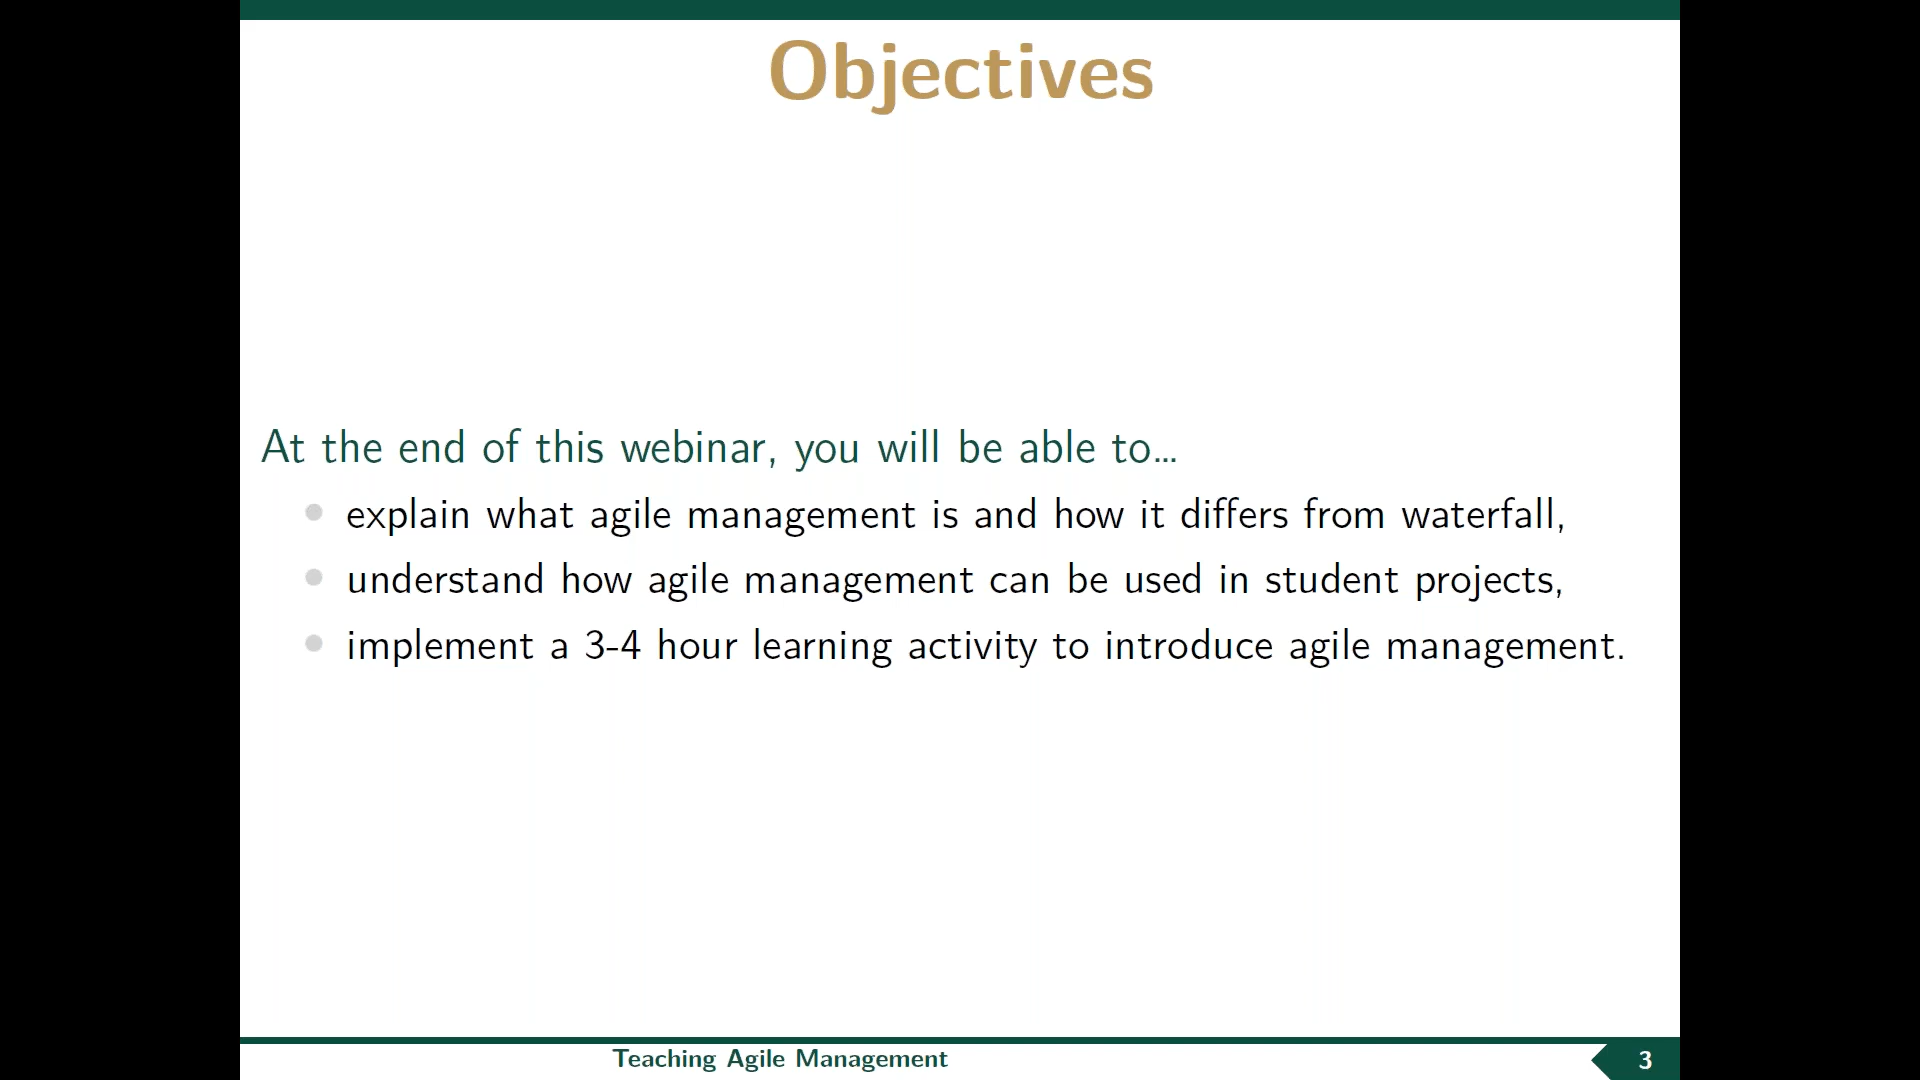 Objectives
At the end of this webinar, you will be able to…
explain what agile management is and how it differs from waterfall,
understand how agile management can be used in student projects,
implement a 3-4 hour learning activity to introduce agile management.
Teaching Agile Management
3